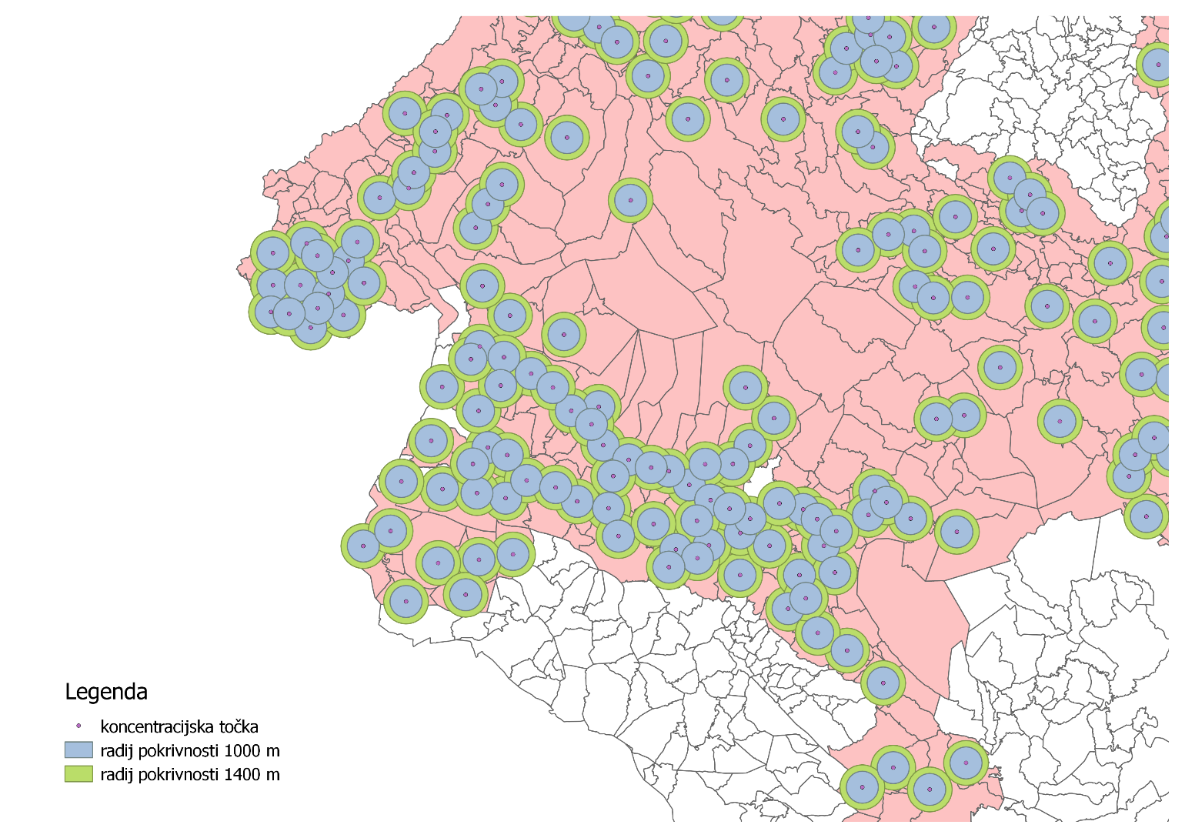 Legenda
koncentracijska točka
radij pokrivnosti 1000 m
radij pokrivnosti 1400 m